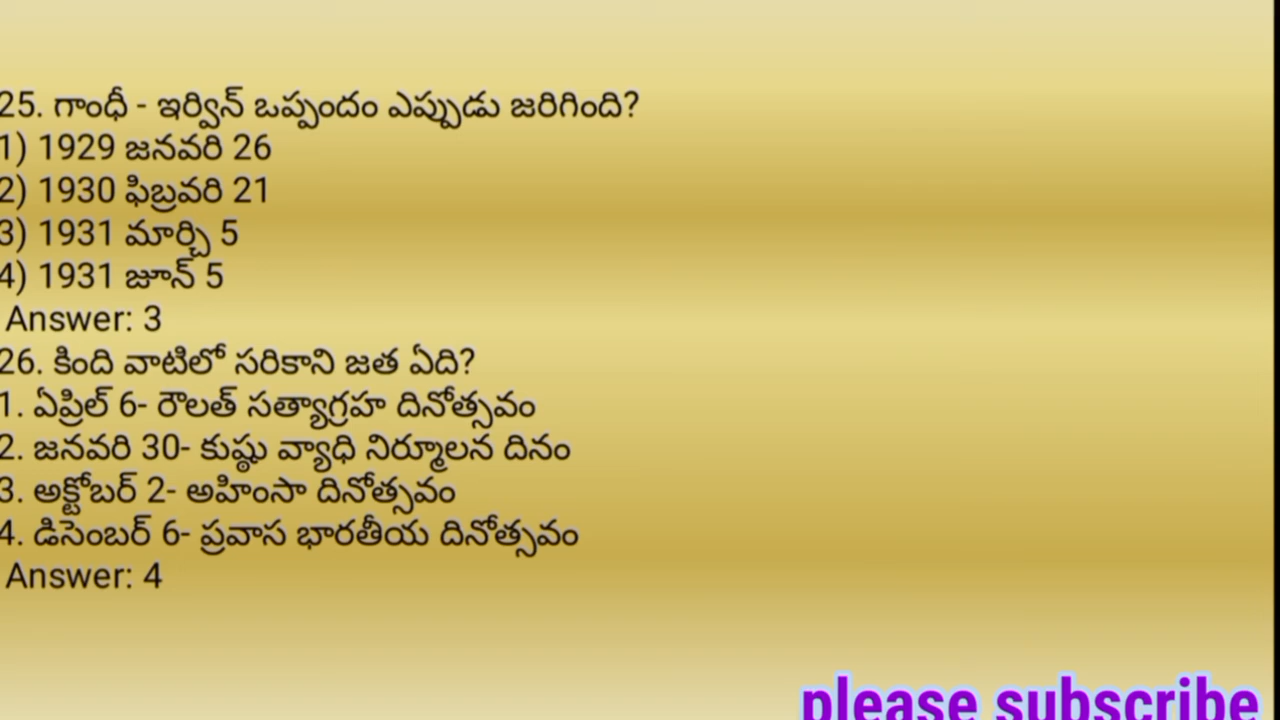 25. గాంధీ - ఇర్విన్ ఒప్పందం ఎప్పుడు జరిగింది?
1) 1929 జనవరి 26
2) 1930 ఫిబ్రవరి 21
3) 1931 మార్చి 5
4) 1931 జూన్ 5
Answer: 3
26. కింది వాటిలో సరికాని జత ఏది?
1. ఏప్రిల్ 6- రౌలత్ సత్యాగ్రహ దినోత్సవం
2. జనవరి 30- కుష్ఠు వ్యాధి నిర్మూలన దినం
3. అక్టోబర్ 2- అహింసా దినోత్సవం
4. డిసెంబర్ 6- ప్రవాస భారతీయ దినోత్సవం
Answer: 4
please subscribe